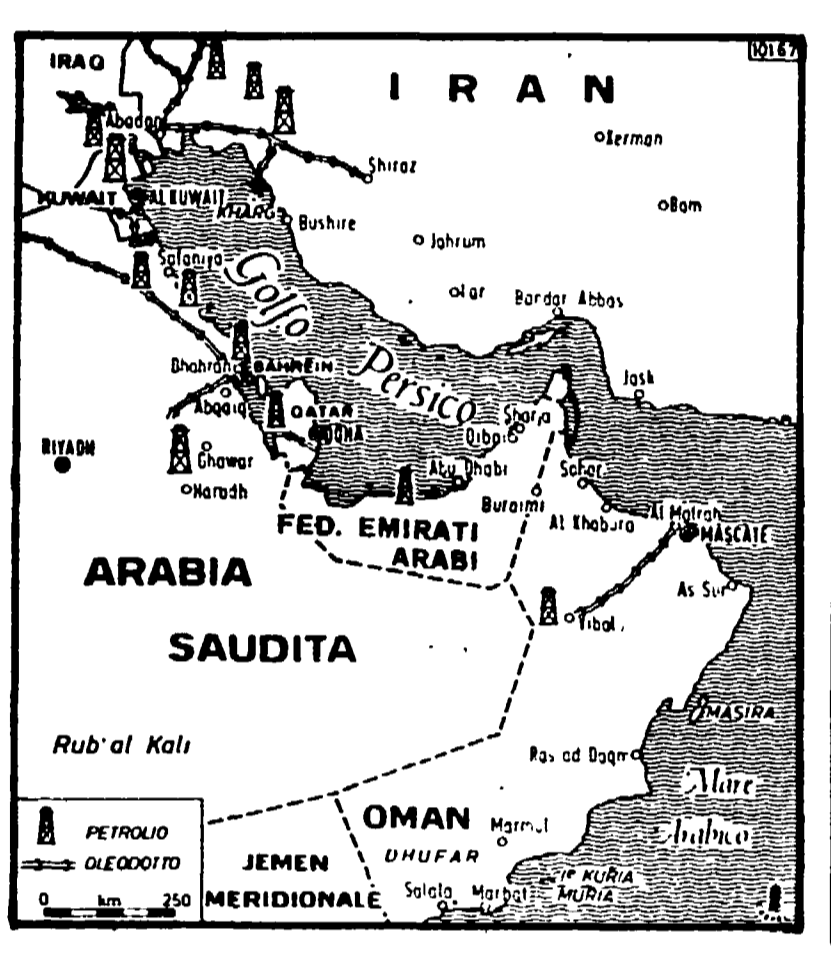 10167
IRAQ
IRAN
Abadan
Kerman
Shiraz
KUWAIT
AL KUWAIT
KHARG
Bam
Bushire
Jahrum
Safaniya
Golfo
Persico
Lar
Bandar Abbas
Dhahran
BAHREIN
Jask
Abqaiq
QATAR
DOHA
Sharja
Dibai
RIYADH
Ghawar
Abu Dhabi
Sohar
Haradh
Buraimi
Al Khabura
Al Matrah
MASCATE
FED. EMIRATI
ARABI
ARABIA
SAUDITA
As Sur
Yibal
MASIRA
Rub' al Kali
Ras ad Daqm
Mare
Arabico
OMAN
Marmul
DHUFAR
PETROLIO
OLEODOTTO
0 km 250
JEMEN
MERIDIONALE
Ie KURIA
MURIA
Salala
Marbat